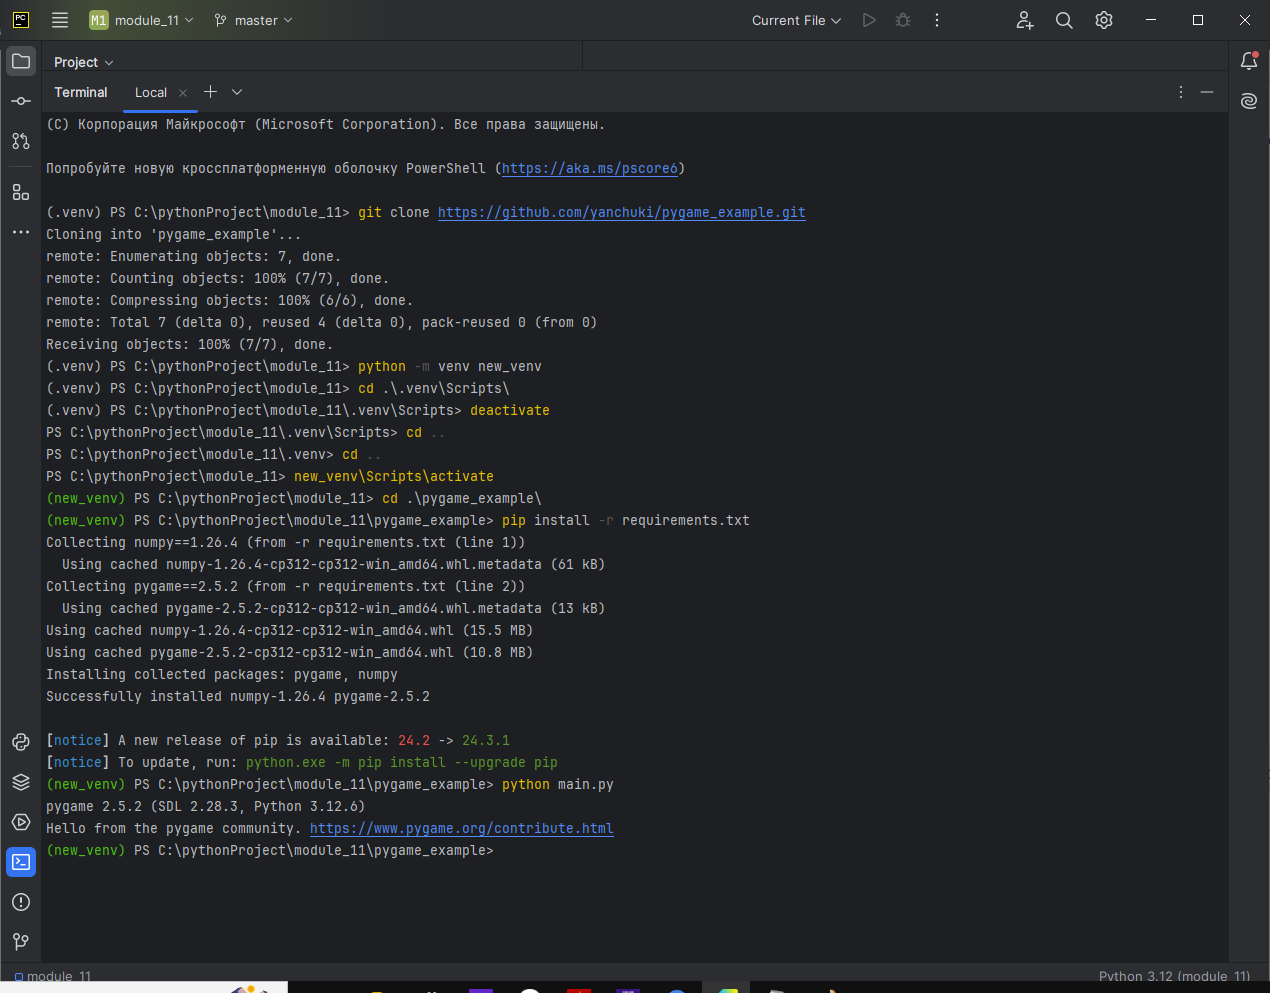 PC
M1 module_11
master
Current File
Project
Terminal Local
(C) Корпорация Майкрософт (Microsoft Corporation). Все права защищены.
Попробуйте новую кроссплатформенную оболочку PowerShell (https://aka.ms/pscore6)
(.venv) PS C:\pythonProject\module_11> git clone https://github.com/yanchuki/pygame_example.git
Cloning into 'pygame_example'...
remote: Enumerating objects: 7, done.
remote: Counting objects: 100% (7/7), done.
remote: Compressing objects: 100% (6/6), done.
remote: Total 7 (delta 0), reused 4 (delta 0), pack-reused 0 (from 0)
Receiving objects: 100% (7/7), done.
(.venv) PS C:\pythonProject\module_11> python -m venv new_venv
(.venv) PS C:\pythonProject\module_11> cd .\.venv\Scripts\
(.venv) PS C:\pythonProject\module_11\.venv\Scripts> deactivate
PS C:\pythonProject\module_11\.venv\Scripts> cd ..
PS C:\pythonProject\module_11\.venv> cd ..
PS C:\pythonProject\module_11> new_venv\Scripts\activate
(new_venv) PS C:\pythonProject\module_11> cd .\pygame_example\
(new_venv) PS C:\pythonProject\module_11\pygame_example> pip install -r requirements.txt
Collecting numpy==1.26.4 (from -r requirements.txt (line 1))
  Using cached numpy-1.26.4-cp312-cp312-win_amd64.whl.metadata (61 kB)
Collecting pygame==2.5.2 (from -r requirements.txt (line 2))
  Using cached pygame-2.5.2-cp312-cp312-win_amd64.whl.metadata (13 kB)
Using cached numpy-1.26.4-cp312-cp312-win_amd64.whl (15.5 MB)
Using cached pygame-2.5.2-cp312-cp312-win_amd64.whl (10.8 MB)
Installing collected packages: pygame, numpy
Successfully installed numpy-1.26.4 pygame-2.5.2
[notice] A new release of pip is available: 24.2 -> 24.3.1
[notice] To update, run: python.exe -m pip install --upgrade pip
(new_venv) PS C:\pythonProject\module_11\pygame_example> python main.py
pygame 2.5.2 (SDL 2.28.3, Python 3.12.6)
Hello from the pygame community. https://www.pygame.org/contribute.html
(new_venv) PS C:\pythonProject\module_11\pygame_example>
module_11
Python 3.12 (module_11)